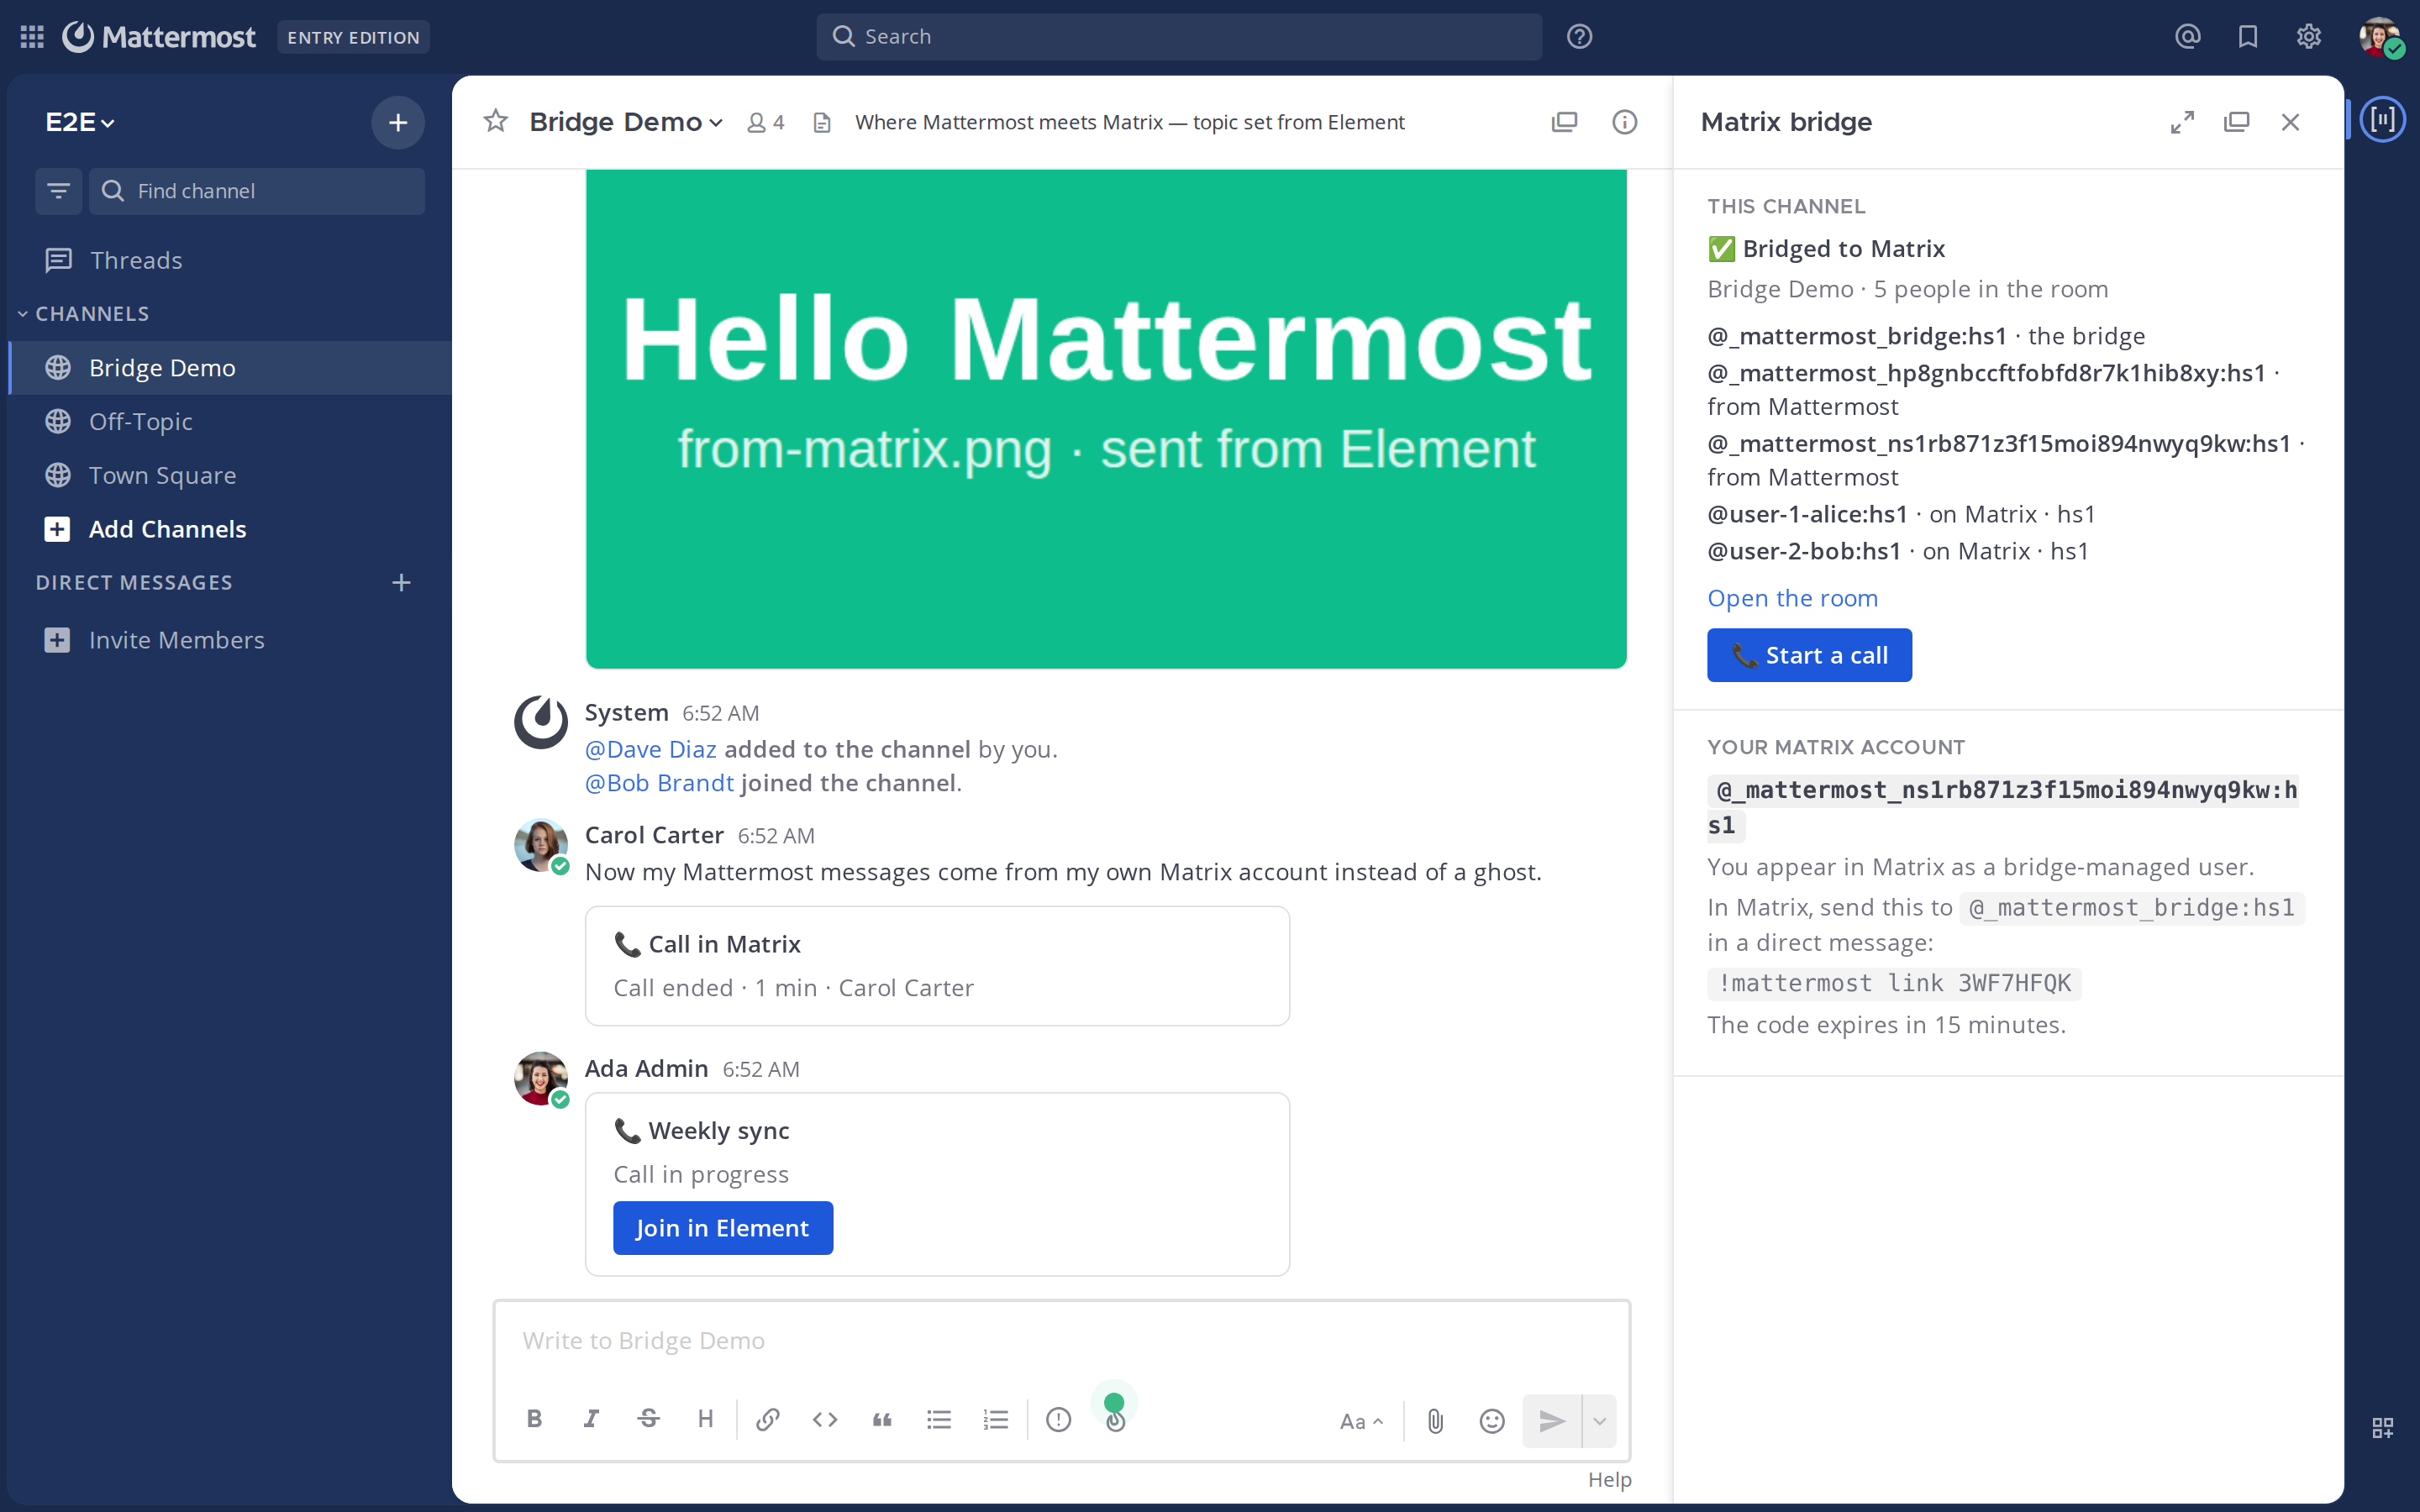 Mattermost
ENTRY EDITION
Search
E2E
Find channel
Threads
CHANNELS
Bridge Demo
Off-Topic
Town Square
Add Channels
DIRECT MESSAGES
Invite Members
Bridge Demo
4
Where Mattermost meets Matrix — topic set from Element
Hello Mattermost
from-matrix.png · sent from Element
System 6:52 AM
@Dave Diaz added to the channel by you.
@Bob Brandt joined the channel.
Carol Carter 6:52 AM
Now my Mattermost messages come from my own Matrix account instead of a ghost.
📞 Call in Matrix
Call ended · 1 min · Carol Carter
Ada Admin 6:52 AM
📞 Weekly sync
Call in progress
Join in Element
Write to Bridge Demo
B I S H
Aa
Help
Matrix bridge
THIS CHANNEL
✅ Bridged to Matrix
Bridge Demo · 5 people in the room
@_mattermost_bridge:hs1 · the bridge
@_mattermost_hp8gnbccftfobfd8r7k1hib8xy:hs1 ·
from Mattermost
@_mattermost_ns1rb871z3f15moi894nwyq9kw:hs1 ·
from Mattermost
@user-1-alice:hs1 · on Matrix · hs1
@user-2-bob:hs1 · on Matrix · hs1
Open the room
📞 Start a call
YOUR MATRIX ACCOUNT
@_mattermost_ns1rb871z3f15moi894nwyq9kw:h
s1
You appear in Matrix as a bridge-managed user.
In Matrix, send this to @_mattermost_bridge:hs1
in a direct message:
!mattermost link 3WF7HFQK
The code expires in 15 minutes.